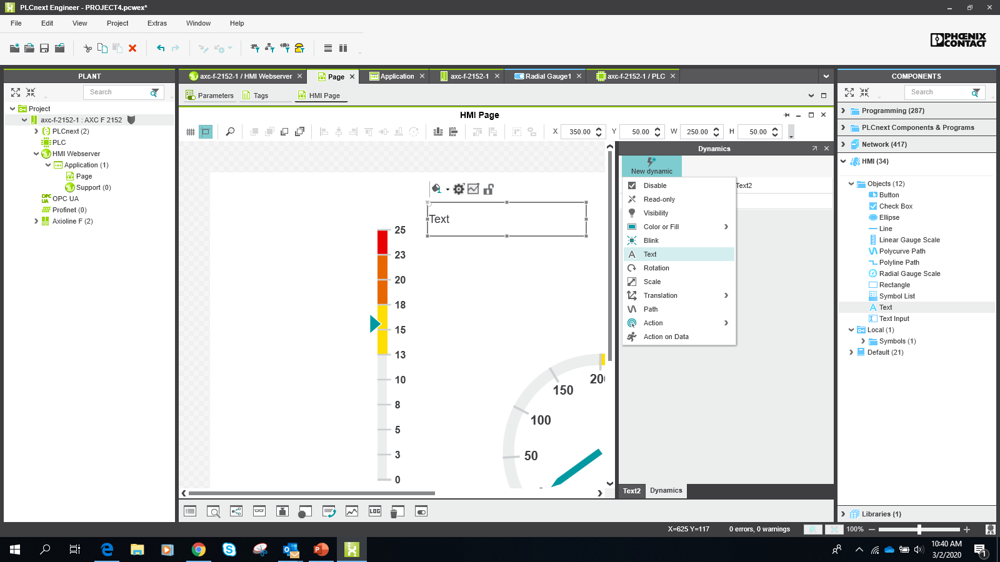 PLCnext Engineer - PROJECT4.pcwex*
File Edit View Project Extras Window Help
PHŒNIX
CONTACT
PLANT
Search
Project
axc-f-2152-1 : AXC F 2152
PLCnext (2)
PLC
HMI Webserver
Application (1)
Page
Support (0)
OPC UA
OPC UA
Profinet (0)
Axioline F (2)
axc-f-2152-1 / HMI Webserver
Page
Application
axc-f-2152-1
Radial Gauge1
axc-f-2152-1 / PLC
Parameters
Tags
HMI Page
HMI Page
X 350.00 Y 50.00 W 250.00 H 50.00
Text
25
23
20
18
15
13
10
8
5
3
0
200
150
100
50
Dynamics
New dynamic
Text2
Disable
Read-only
Visibility
Color or Fill
Blink
Text
Rotation
Scale
Translation
Path
Action
Action on Data
Text2 Dynamics
LOG
COMPONENTS
Search
Programming (287)
PLCnext Components & Programs
Network (417)
HMI (34)
Objects (12)
Button
Check Box
Ellipse
Line
Linear Gauge Scale
Polycurve Path
Polyline Path
Radial Gauge Scale
Rectangle
Symbol List
Text
Text Input
Local (1)
Symbols (1)
Default (21)
Libraries (1)
X=625 Y=117 0 errors, 0 warnings 100%
10:40 AM
3/2/2020
1